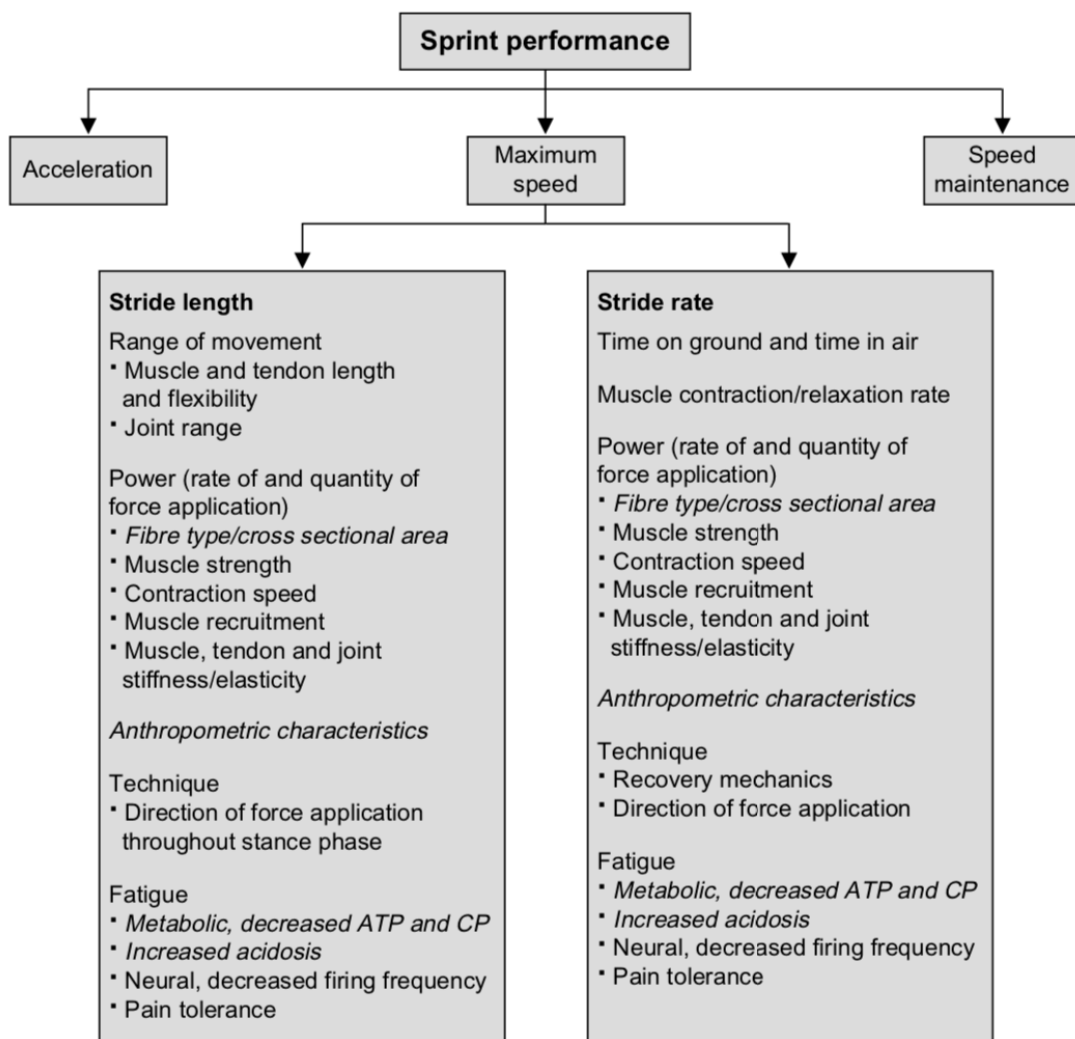 Sprint performance
Acceleration
Maximum
speed
Speed
maintenance
Stride length
Range of movement
▪ Muscle and tendon length
and flexibility
▪ Joint range
Power (rate of and quantity of
force application)
▪ Fibre type/cross sectional area
▪ Muscle strength
▪ Contraction speed
▪ Muscle recruitment
▪ Muscle, tendon and joint
stiffness/elasticity
Anthropometric characteristics
Technique
▪ Direction of force application
throughout stance phase
Fatigue
▪ Metabolic, decreased ATP and CP
▪ Increased acidosis
▪ Neural, decreased firing frequency
▪ Pain tolerance
Stride rate
Time on ground and time in air
Muscle contraction/relaxation rate
Power (rate of and quantity of
force application)
▪ Fibre type/cross sectional area
▪ Muscle strength
▪ Contraction speed
▪ Muscle recruitment
▪ Muscle, tendon and joint
stiffness/elasticity
Anthropometric characteristics
Technique
▪ Recovery mechanics
▪ Direction of force application
Fatigue
▪ Metabolic, decreased ATP and CP
▪ Increased acidosis
▪ Neural, decreased firing frequency
▪ Pain tolerance